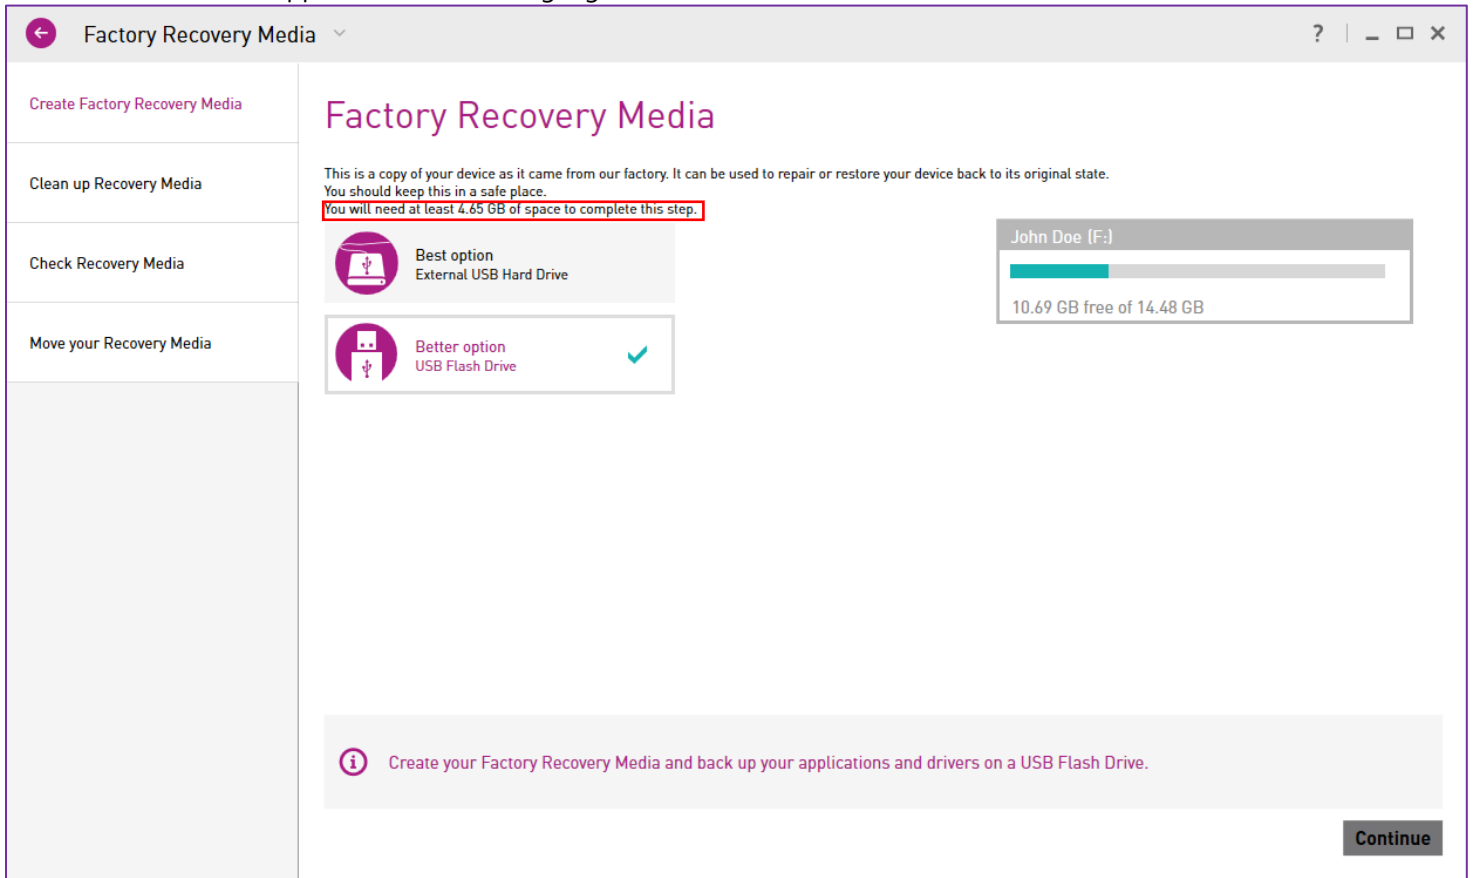 Factory Recovery Media
?
Create Factory Recovery Media
Clean up Recovery Media
Check Recovery Media
Move your Recovery Media
Factory Recovery Media
This is a copy of your device as it came from our factory. It can be used to repair or restore your device back to its original state.
You should keep this in a safe place.
You will need at least 4.65 GB of space to complete this step.
Best option
External USB Hard Drive
Better option
USB Flash Drive
John Doe (F:)
10.69 GB free of 14.48 GB
Create your Factory Recovery Media and back up your applications and drivers on a USB Flash Drive.
Continue